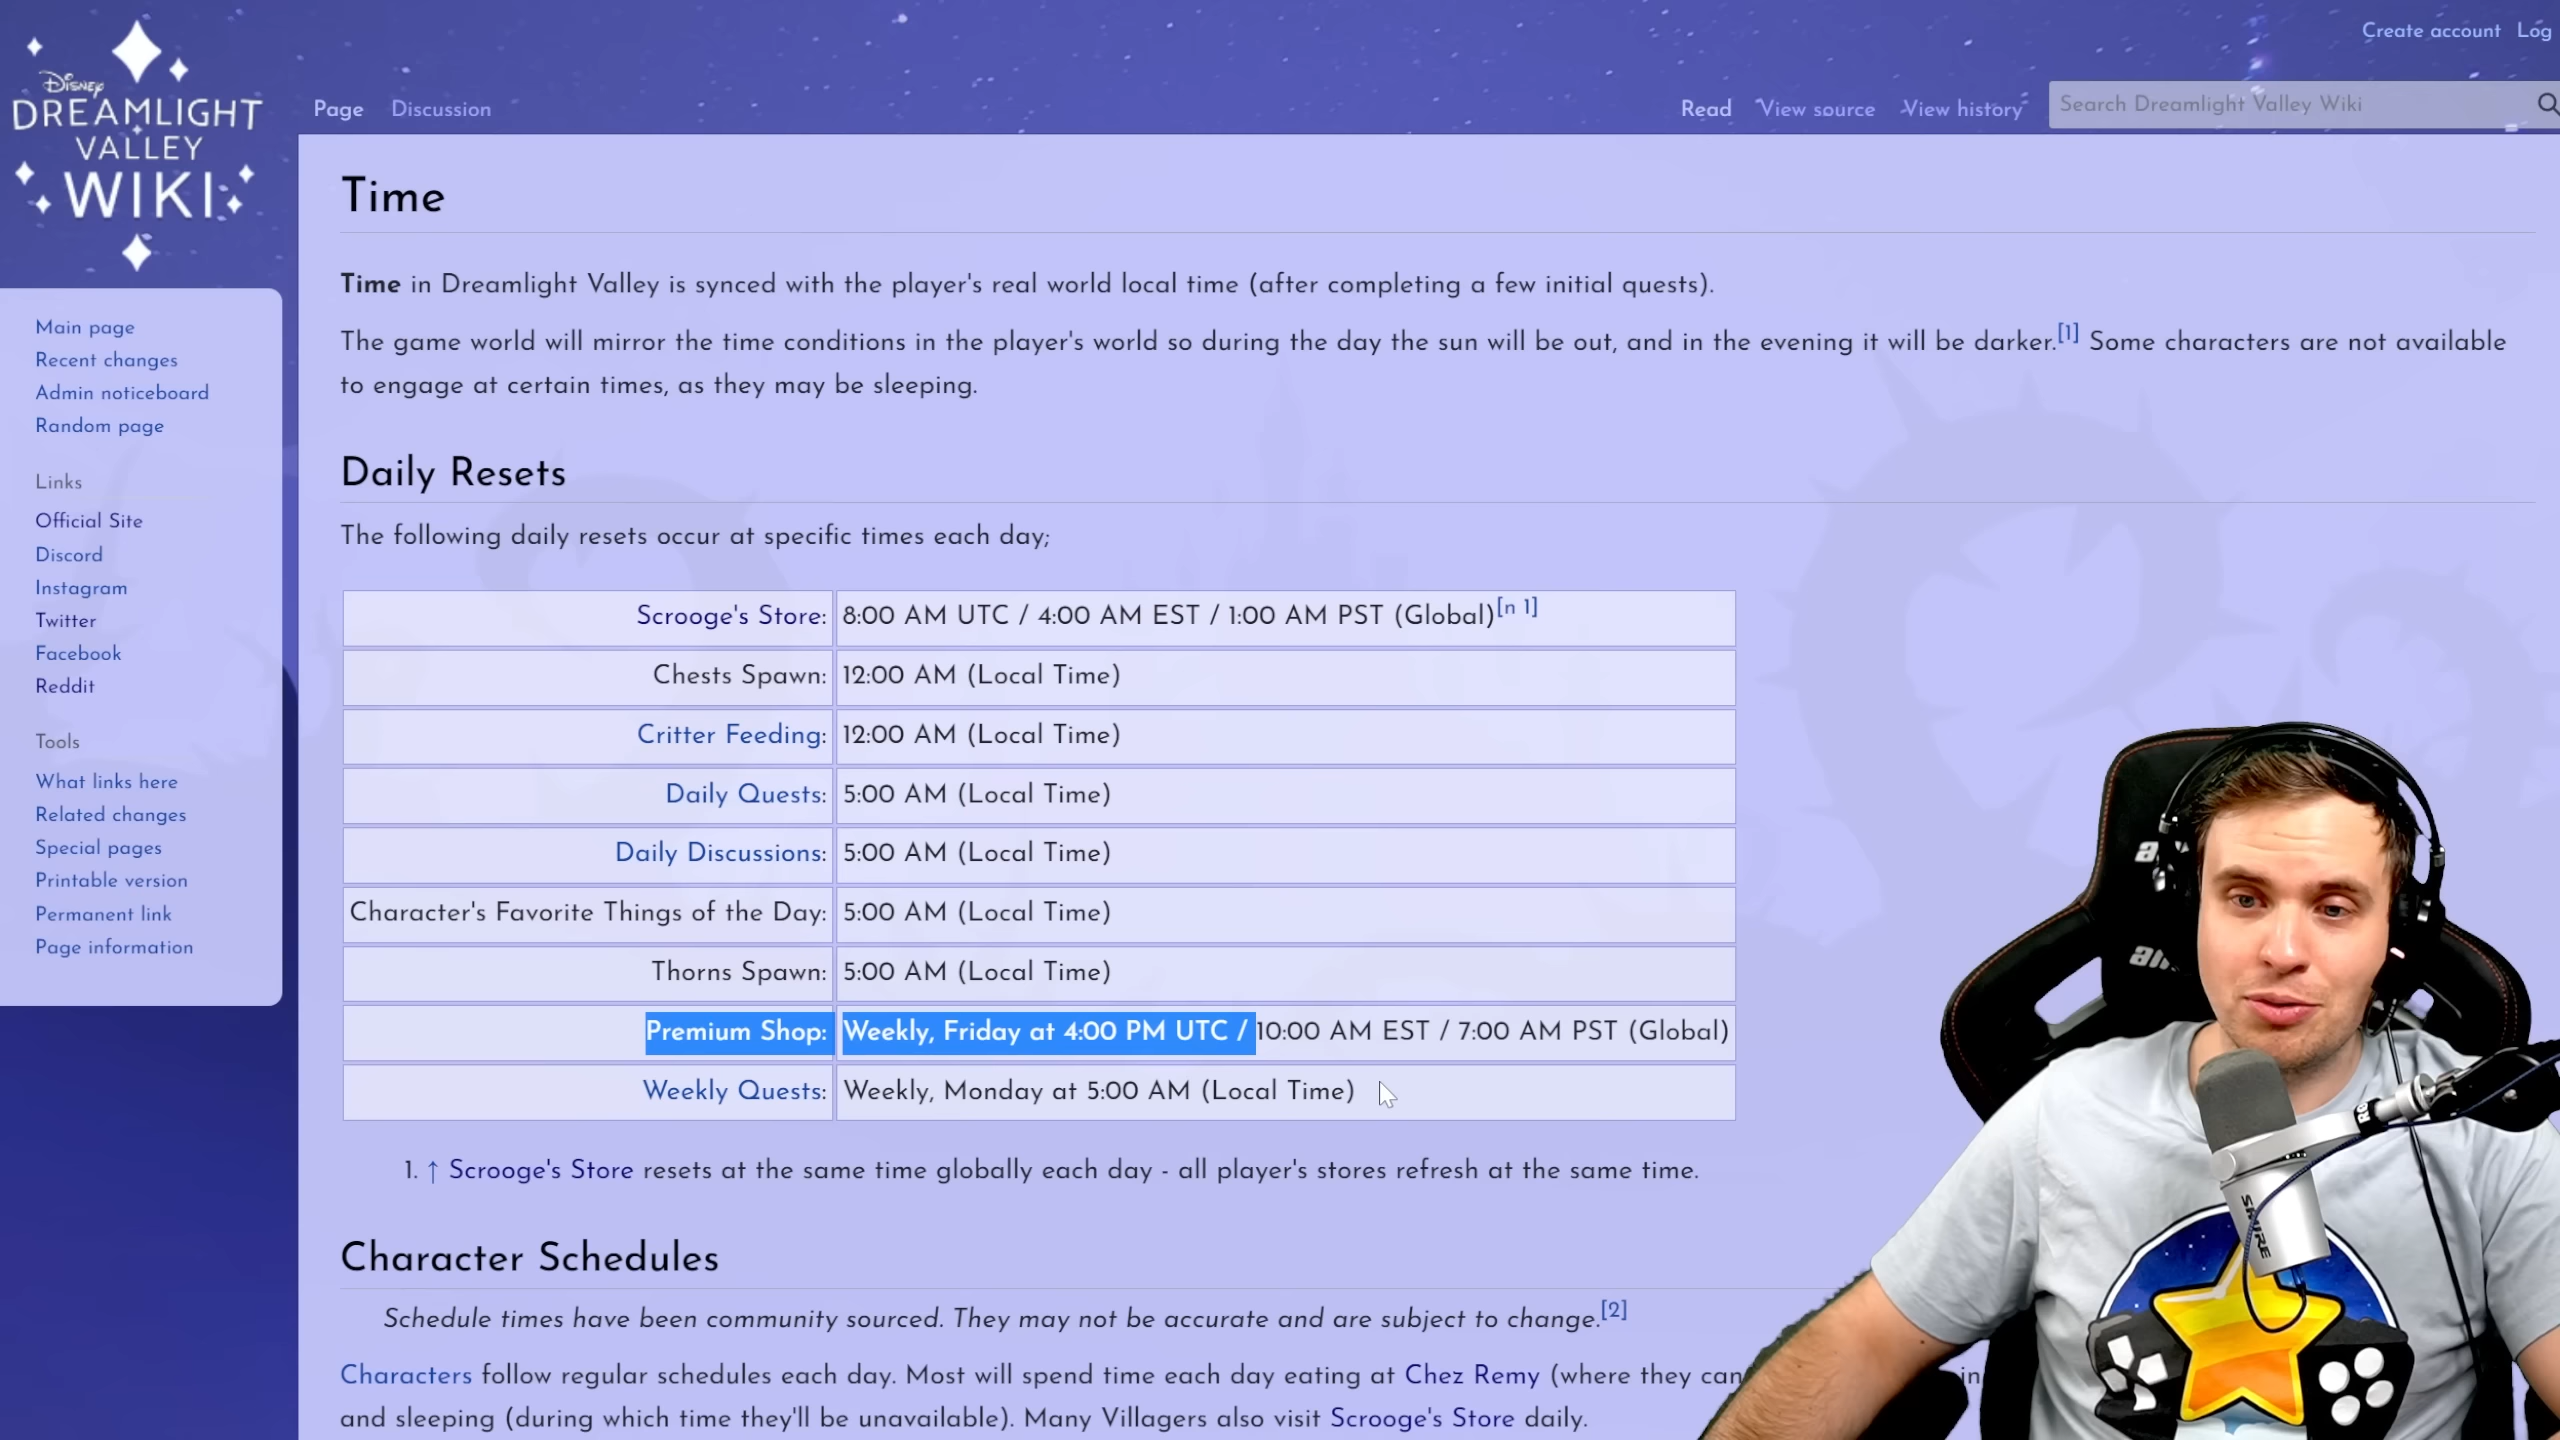 Create account Log
DISNEY
DREAMLIGHT
VALLEY
WIKI
Page Discussion
Read View source View history Search Dreamlight Valley Wiki
Main page
Recent changes
Admin noticeboard
Random page
Links
Official Site
Discord
Instagram
Twitter
Facebook
Reddit
Tools
What links here
Related changes
Special pages
Printable version
Permanent link
Page information
Time
Time in Dreamlight Valley is synced with the player's real world local time (after completing a few initial quests).
The game world will mirror the time conditions in the player's world so during the day the sun will be out, and in the evening it will be darker.[1] Some characters are not available
to engage at certain times, as they may be sleeping.
Daily Resets
The following daily resets occur at specific times each day;
Scrooge's Store: 8:00 AM UTC / 4:00 AM EST / 1:00 AM PST (Global)[n 1]
Chests Spawn: 12:00 AM (Local Time)
Critter Feeding: 12:00 AM (Local Time)
Daily Quests: 5:00 AM (Local Time)
Daily Discussions: 5:00 AM (Local Time)
Character's Favorite Things of the Day: 5:00 AM (Local Time)
Thorns Spawn: 5:00 AM (Local Time)
Premium Shop: Weekly, Friday at 4:00 PM UTC / 10:00 AM EST / 7:00 AM PST (Global)
Weekly Quests: Weekly, Monday at 5:00 AM (Local Time)
1. ↑ Scrooge's Store resets at the same time globally each day - all player's stores refresh at the same time.
Character Schedules
Schedule times have been community sourced. They may not be accurate and are subject to change.[2]
Characters follow regular schedules each day. Most will spend time each day eating at Chez Remy (where they can in
and sleeping (during which time they'll be unavailable). Many Villagers also visit Scrooge's Store daily.
SHURE